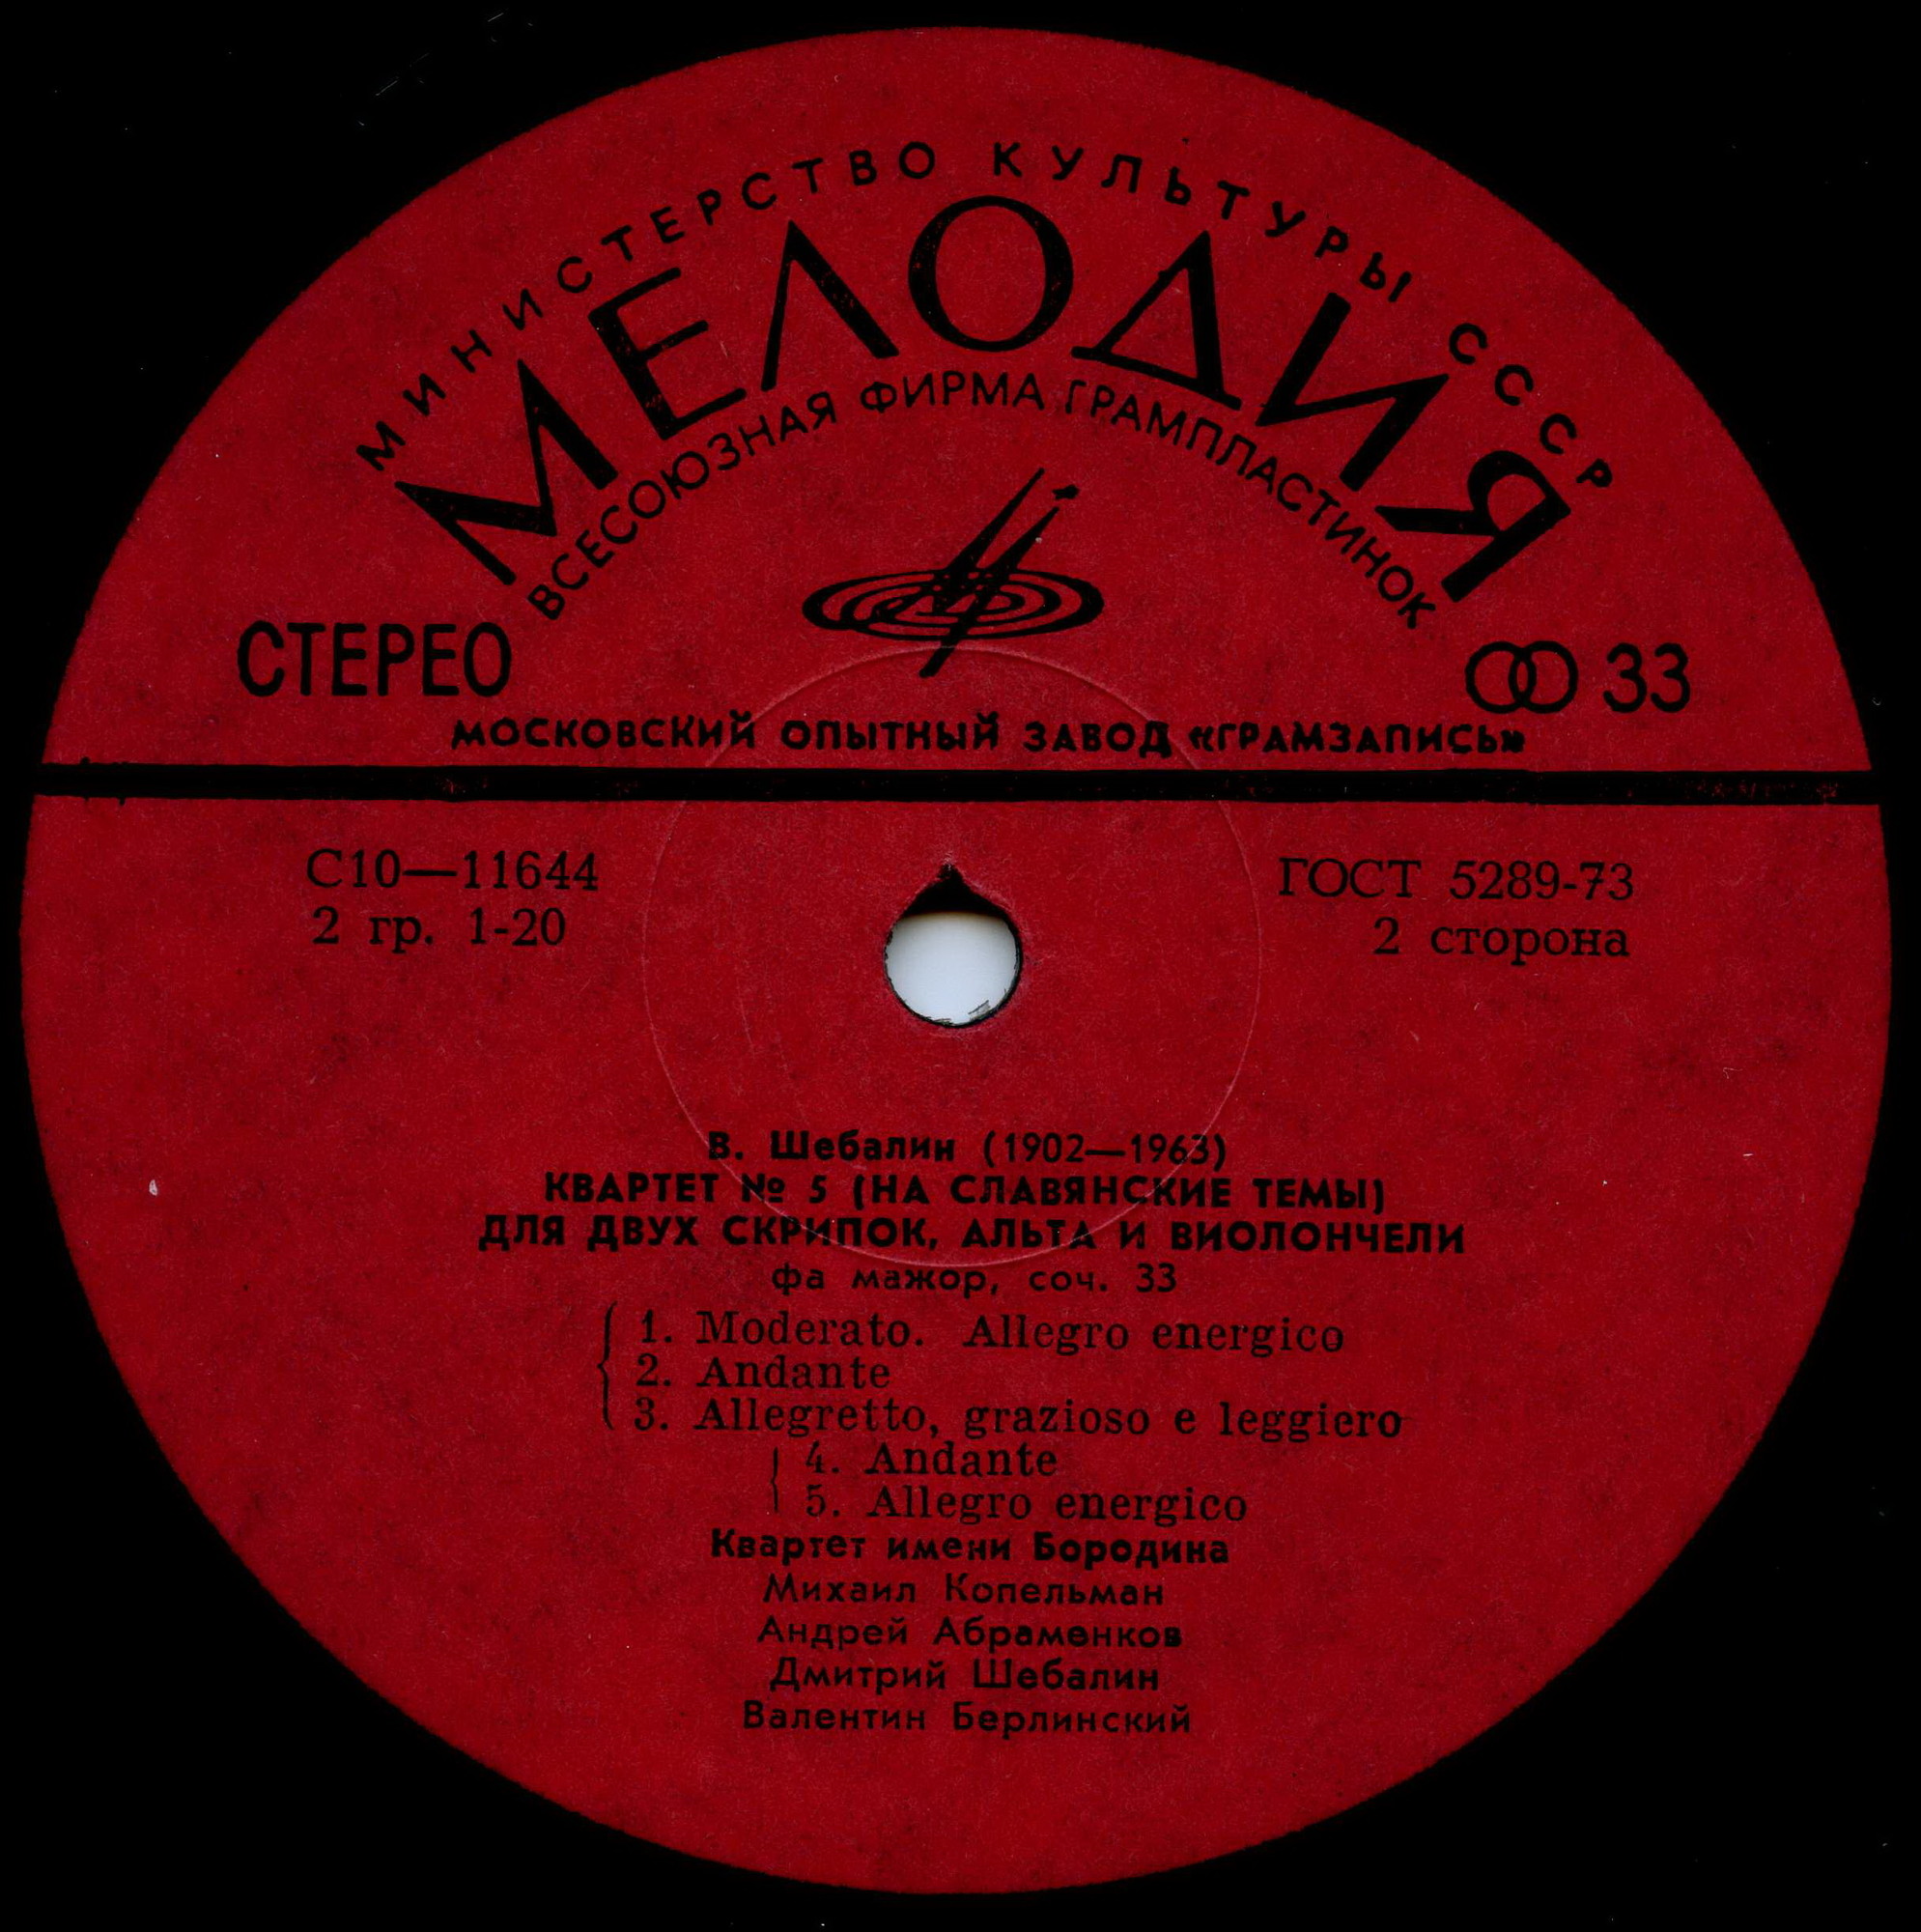 МИНИСТЕРСТВО КУЛЬТУРЫ СССР
МЕЛОДИЯ
ВСЕСОЮЗНАЯ ФИРМА ГРАМПЛАСТИНОК
СТЕРЕО
33
МОСКОВСКИЙ ОПЫТНЫЙ ЗАВОД «ГРАМЗАПИСЬ»
С10—11644
ГОСТ 5289-73
2 гр. 1-20
2 сторона
В. Шебалин (1902—1963)
КВАРТЕТ № 5 (НА СЛАВЯНСКИЕ ТЕМЫ)
ДЛЯ ДВУХ СКРИПОК, АЛЬТА И ВИОЛОНЧЕЛИ
фа мажор, соч. 33
1. Moderato. Allegro energico
2. Andante
3. Allegretto, grazioso e leggiero
4. Andante
5. Allegro energico
Квартет имени Бородина
Михаил Копельман
Андрей Абраменков
Дмитрий Шебалин
Валентин Берлинский